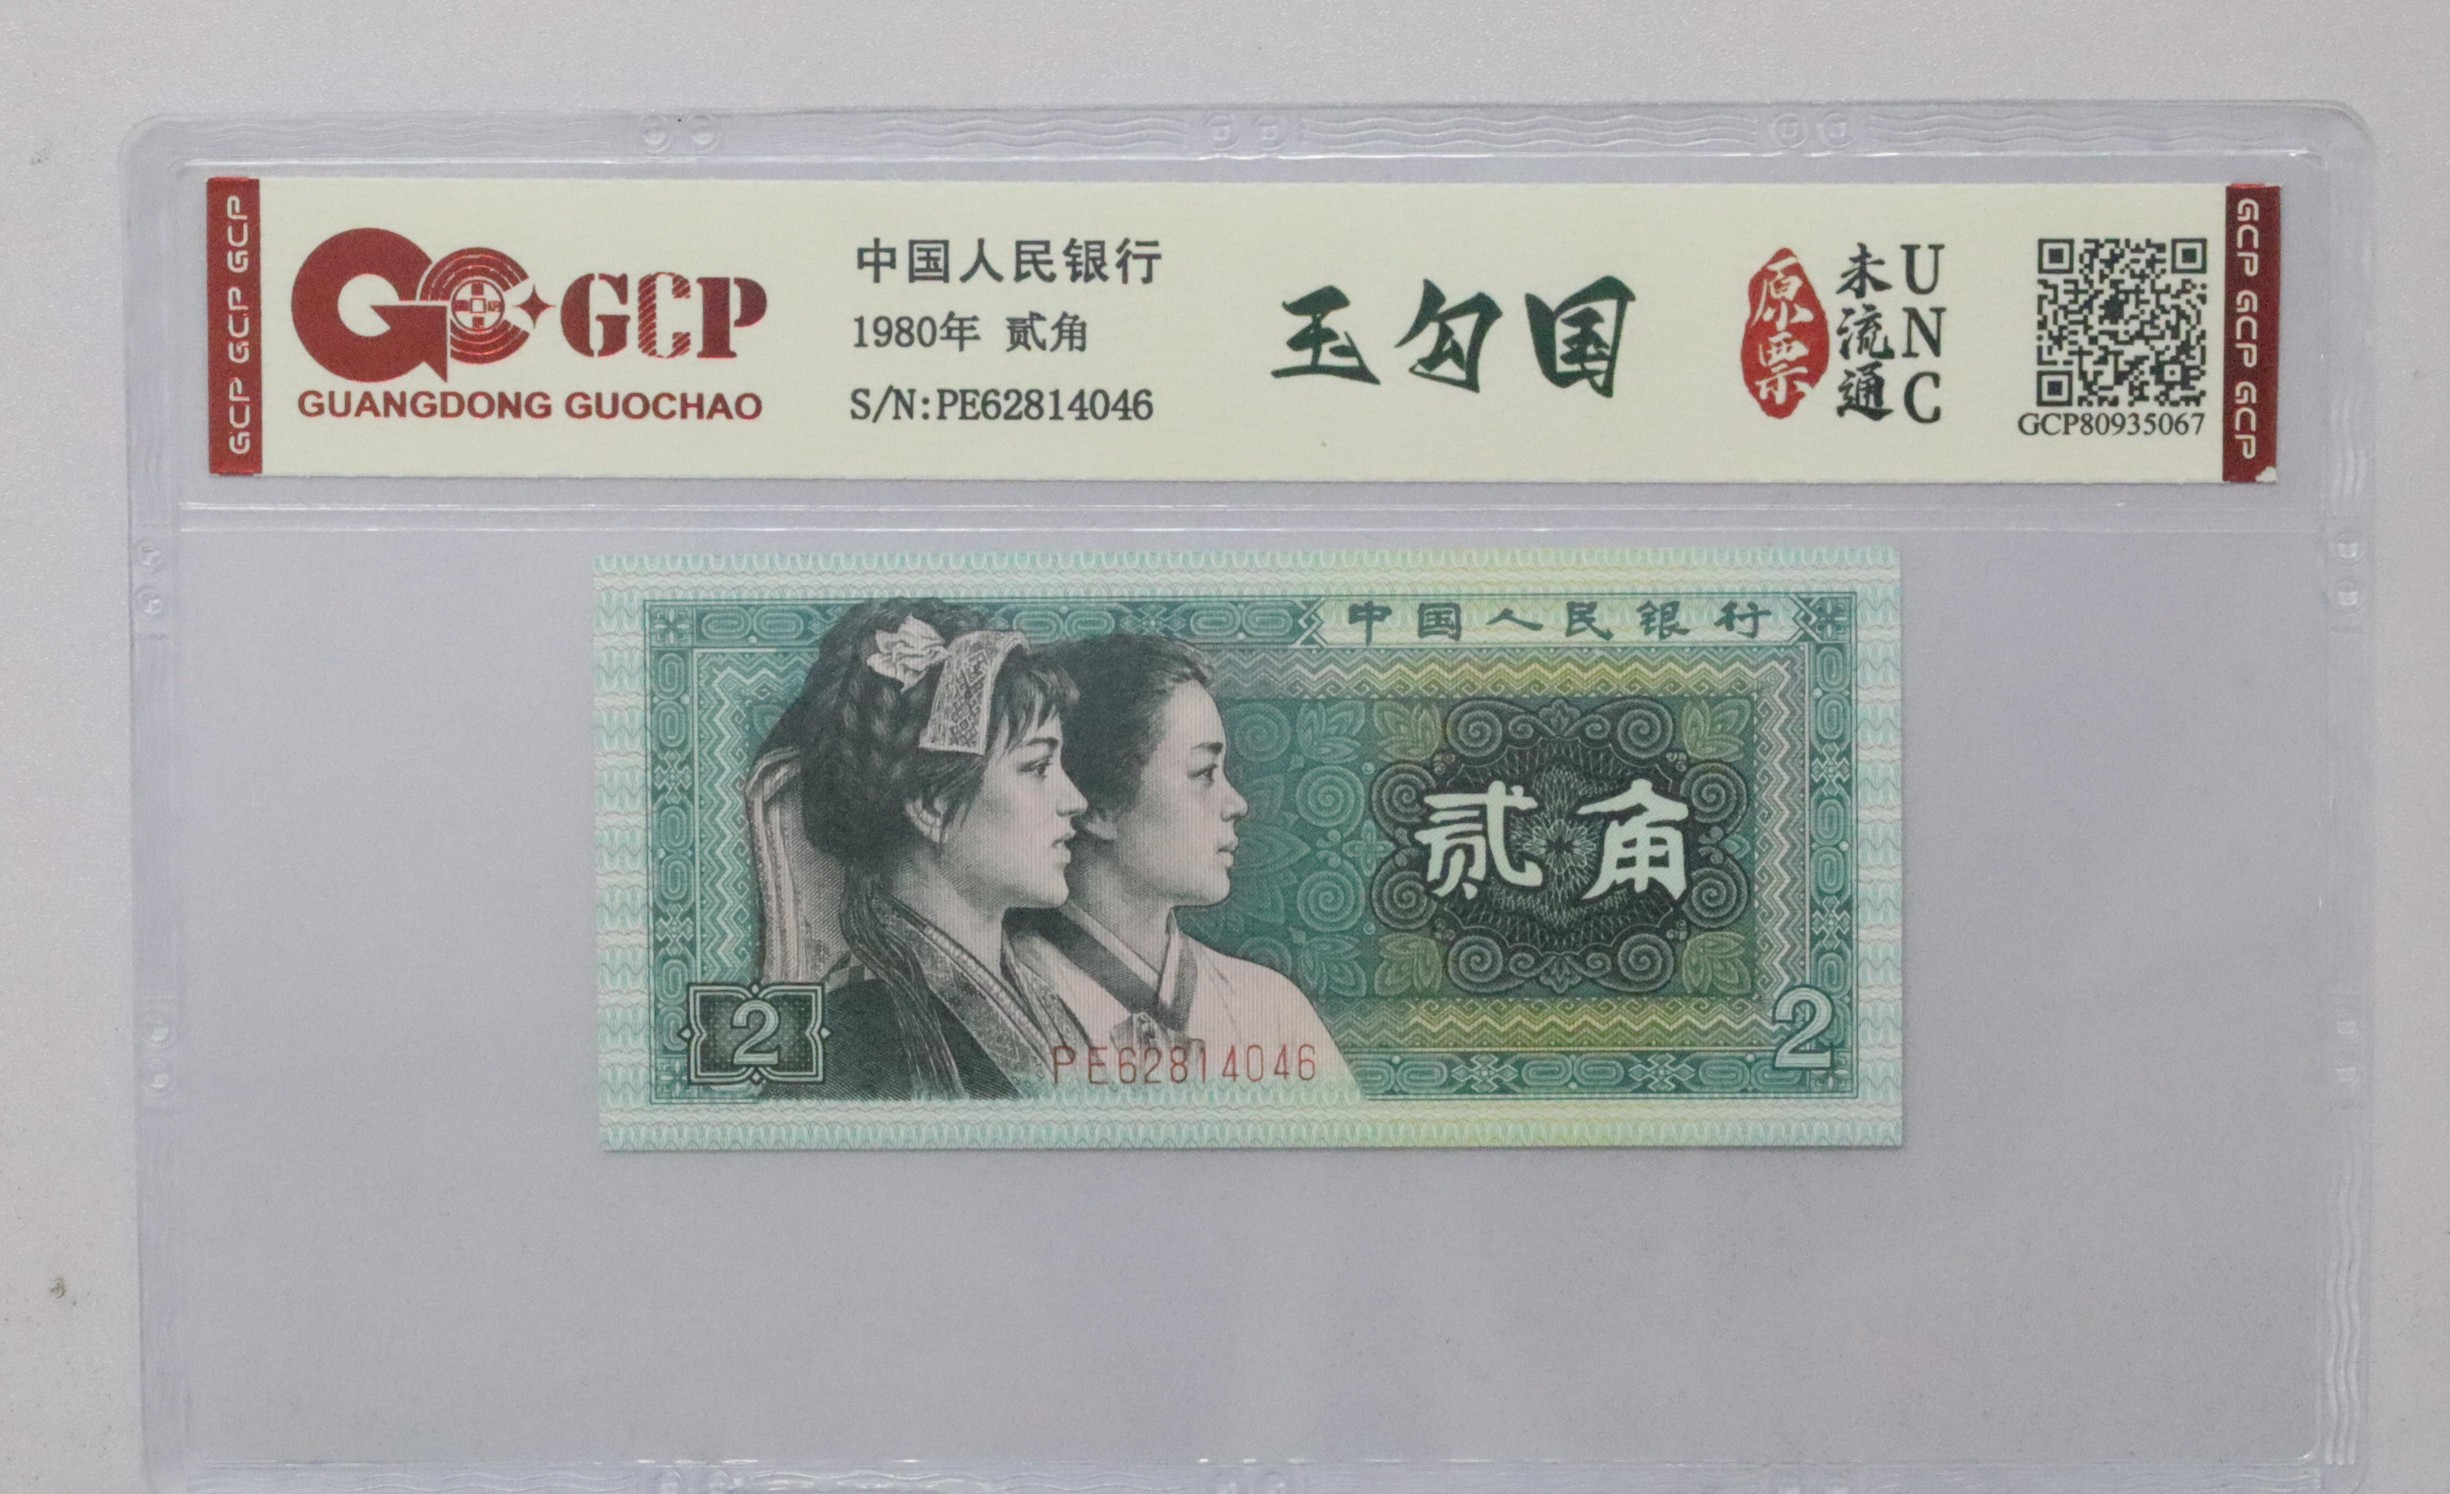 GCP GCP GCP
GCP
GUANGDONG GUOCHAO
中国人民银行
1980年 贰角
S/N:PE62814046
玉勾国
原票
未流通
UNC
GCP80935067
GCP GCP GCP
中国人民银行
贰角
2
2
PE62814046